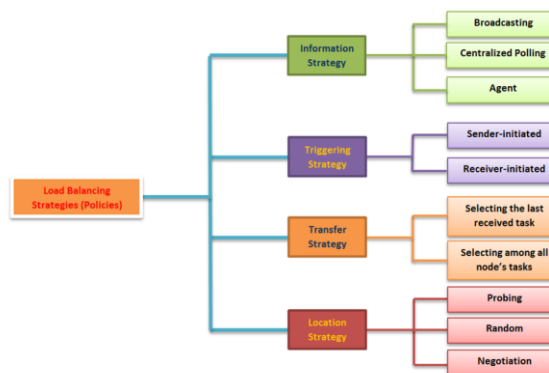 Load Balancing
Strategies (Policies)
Information
Strategy
Broadcasting
Centralized Polling
Agent
Triggering
Strategy
Sender-initiated
Receiver-initiated
Transfer
Strategy
Selecting the last
received task
Selecting among all
node's tasks
Location
Strategy
Probing
Random
Negotiation